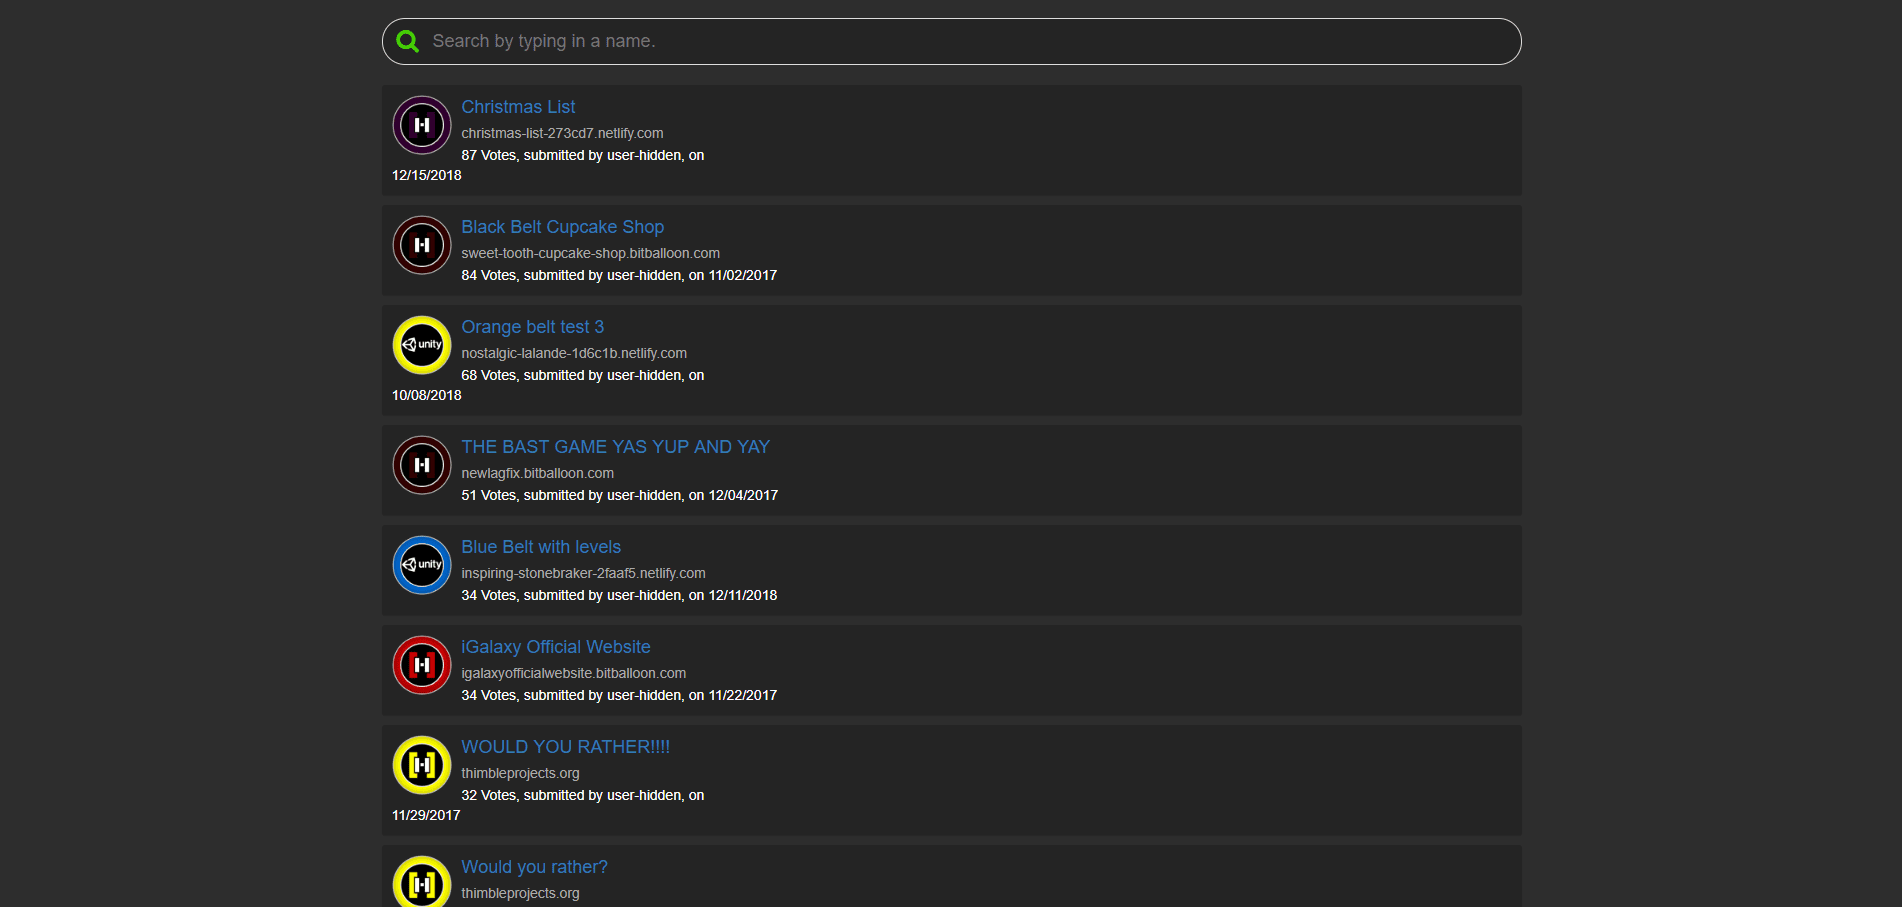 Search by typing in a name.
Christmas List
christmas-list-273cd7.netlify.com
87 Votes, submitted by user-hidden, on
12/15/2018
Black Belt Cupcake Shop
sweet-tooth-cupcake-shop.bitballoon.com
84 Votes, submitted by user-hidden, on 11/02/2017
unity
Orange belt test 3
nostalgic-lalande-1d6c1b.netlify.com
68 Votes, submitted by user-hidden, on
10/08/2018
THE BAST GAME YAS YUP AND YAY
newlagfix.bitballoon.com
51 Votes, submitted by user-hidden, on 12/04/2017
unity
Blue Belt with levels
inspiring-stonebraker-2faaf5.netlify.com
34 Votes, submitted by user-hidden, on 12/11/2018
iGalaxy Official Website
igalaxyofficialwebsite.bitballoon.com
34 Votes, submitted by user-hidden, on 11/22/2017
WOULD YOU RATHER!!!!
thimbleprojects.org
32 Votes, submitted by user-hidden, on
11/29/2017
Would you rather?
thimbleprojects.org